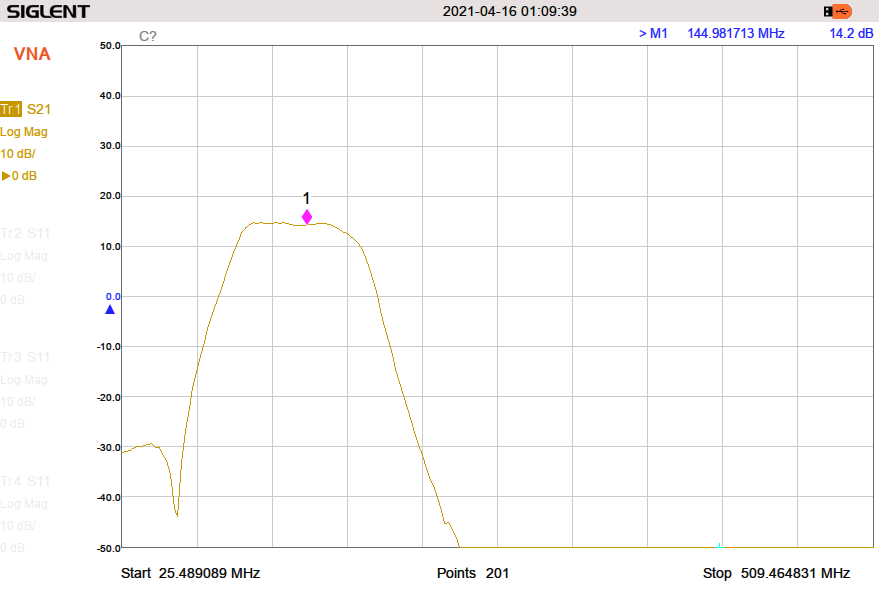 SIGLENT 2021-04-16 01:09:39
C? > M1 144.981713 MHz 14.2 dB
VNA
Tr1 S21
Log Mag
10 dB/
▶0 dB
Tr2 S11
Log Mag
10 dB/
0 dB
Tr3 S11
Log Mag
10 dB/
0 dB
Tr4 S11
Log Mag
10 dB/
0 dB
50.0
40.0
30.0
20.0
10.0
0.0
-10.0
-20.0
-30.0
-40.0
-50.0
1
Start 25.489089 MHz Points 201 Stop 509.464831 MHz